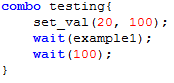 combo testing{
    set_val(20, 100);
    wait(example1);
    wait(100);
}